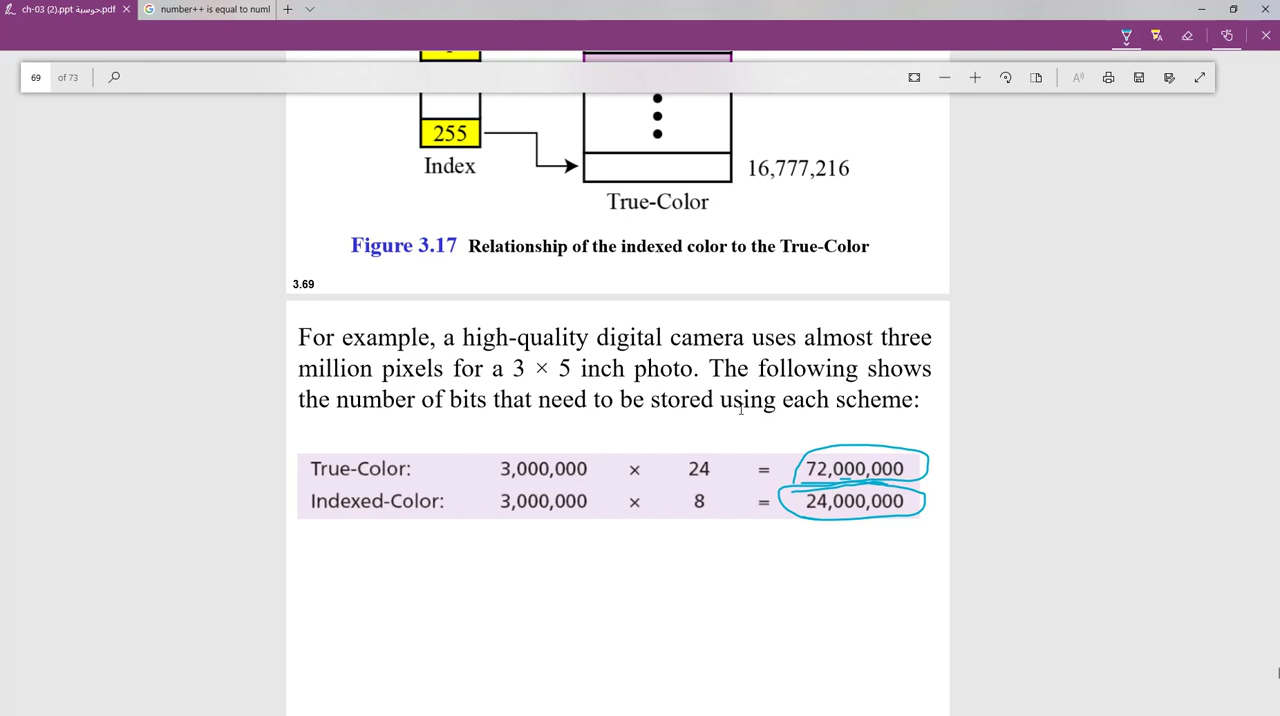 ch-03 (2).ppt حوسبة.pdf
number++ is equal to numl
69 of 73
255
Index
16,777,216
True-Color
Figure 3.17 Relationship of the indexed color to the True-Color
3.69
For example, a high-quality digital camera uses almost three
million pixels for a 3 × 5 inch photo. The following shows
the number of bits that need to be stored using each scheme:
True-Color: 3,000,000 × 24 = 72,000,000
Indexed-Color: 3,000,000 × 8 = 24,000,000